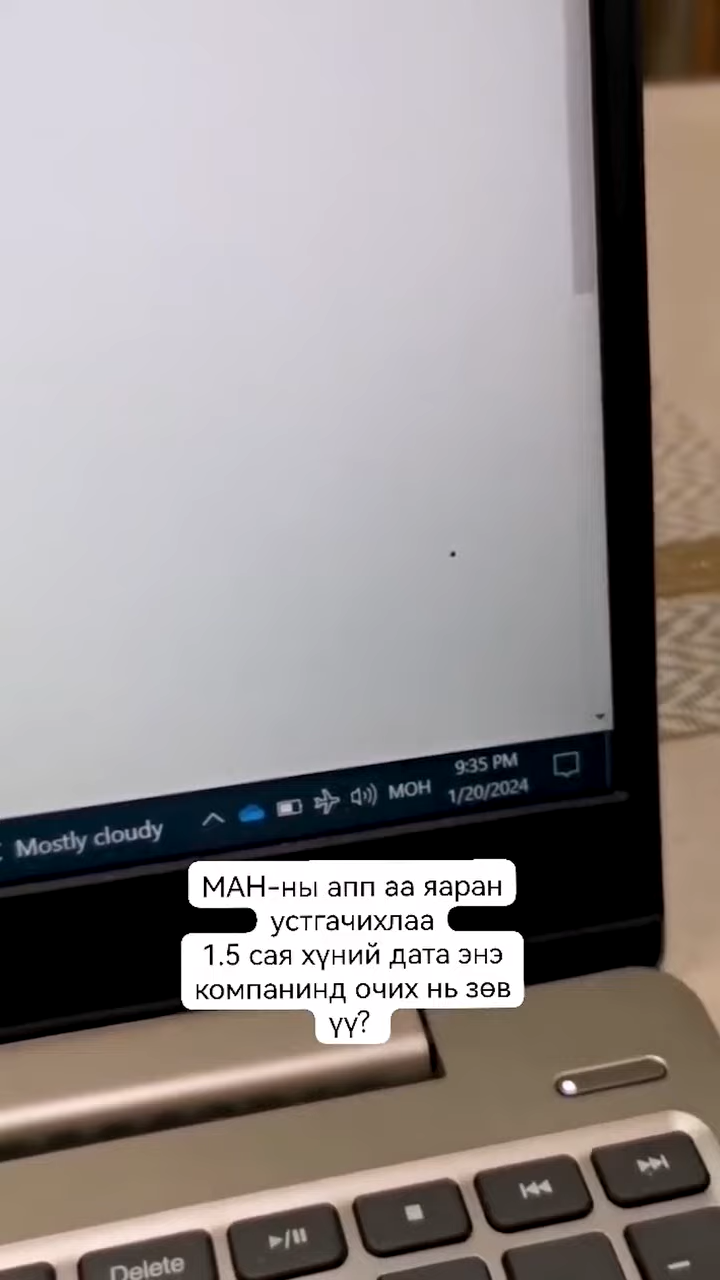 9:35 PM
Mostly cloudy МОН 1/20/2024
МАН-ны апп аа яаран
устгачихлаа
1.5 сая хүний дата энэ
компанинд очих нь зөв
үү?
Delete